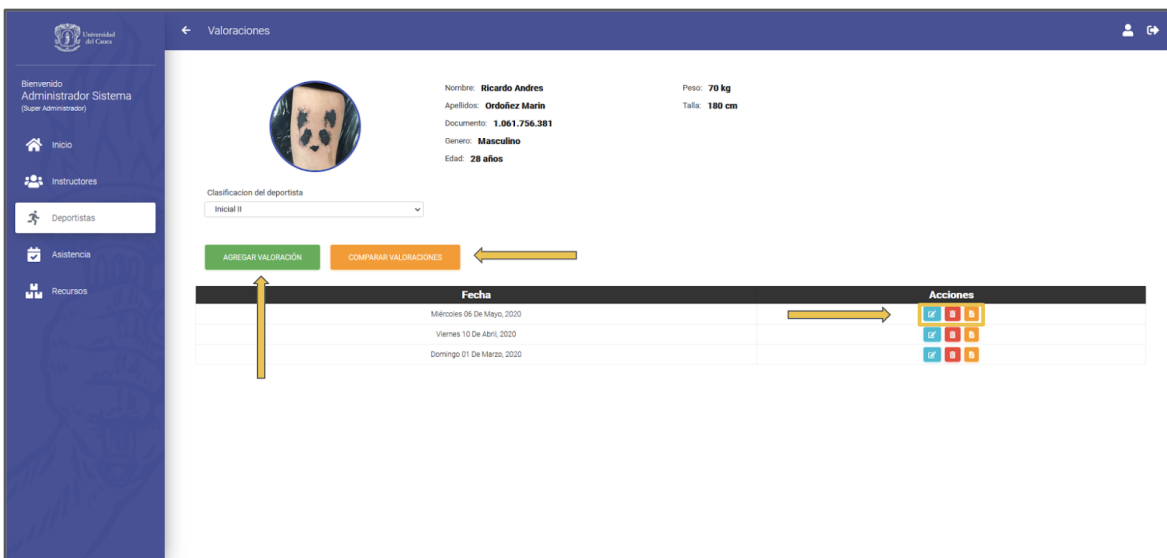 Universidad
del Cauca
Valoraciones
Bienvenido
Administrador Sistema
(Super Administrador)
Inicio
Instructores
Deportistas
Asistencia
Recursos
Nombre: Ricardo Andres
Apellidos: Ordoñez Marin
Documento: 1.061.756.381
Genero: Masculino
Edad: 28 años
Peso: 70 kg
Talla: 180 cm
Clasificacion del deportista
Inicial II
AGREGAR VALORACIÓN
COMPARAR VALORACIONES
Fecha Acciones
Miércoles 06 De Mayo, 2020
Viernes 10 De Abril, 2020
Domingo 01 De Marzo, 2020